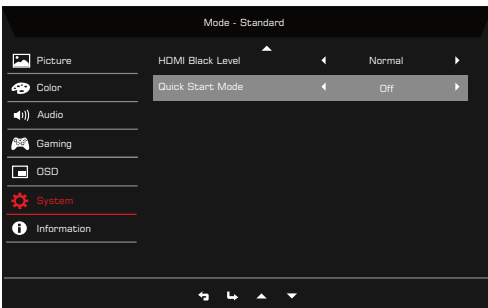 Mode - Standard
Picture
HDMI Black Level Normal
Color
Quick Start Mode Off
Audio
Gaming
OSD
System
Information